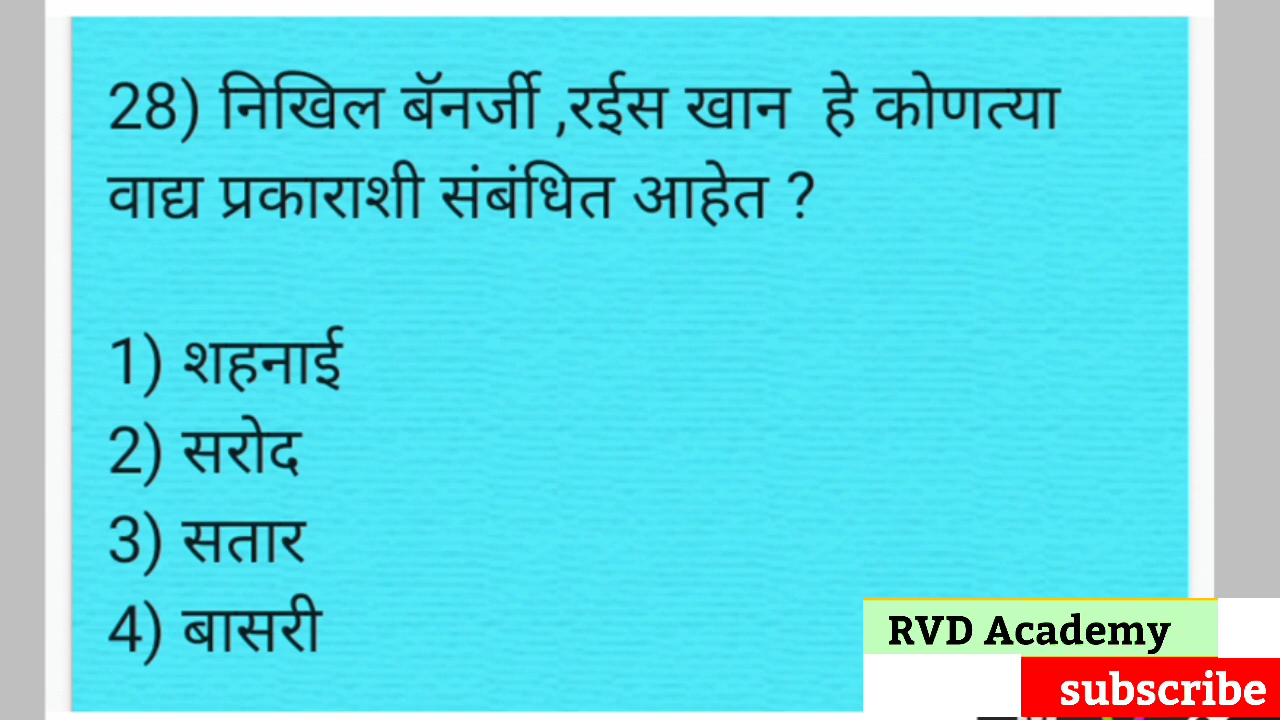 28) निखिल बॅनर्जी ,रईस खान हे कोणत्या
वाद्य प्रकाराशी संबंधित आहेत ?
1) शहनाई
2) सरोद
3) सतार
4) बासरी
RVD Academy
subscribe